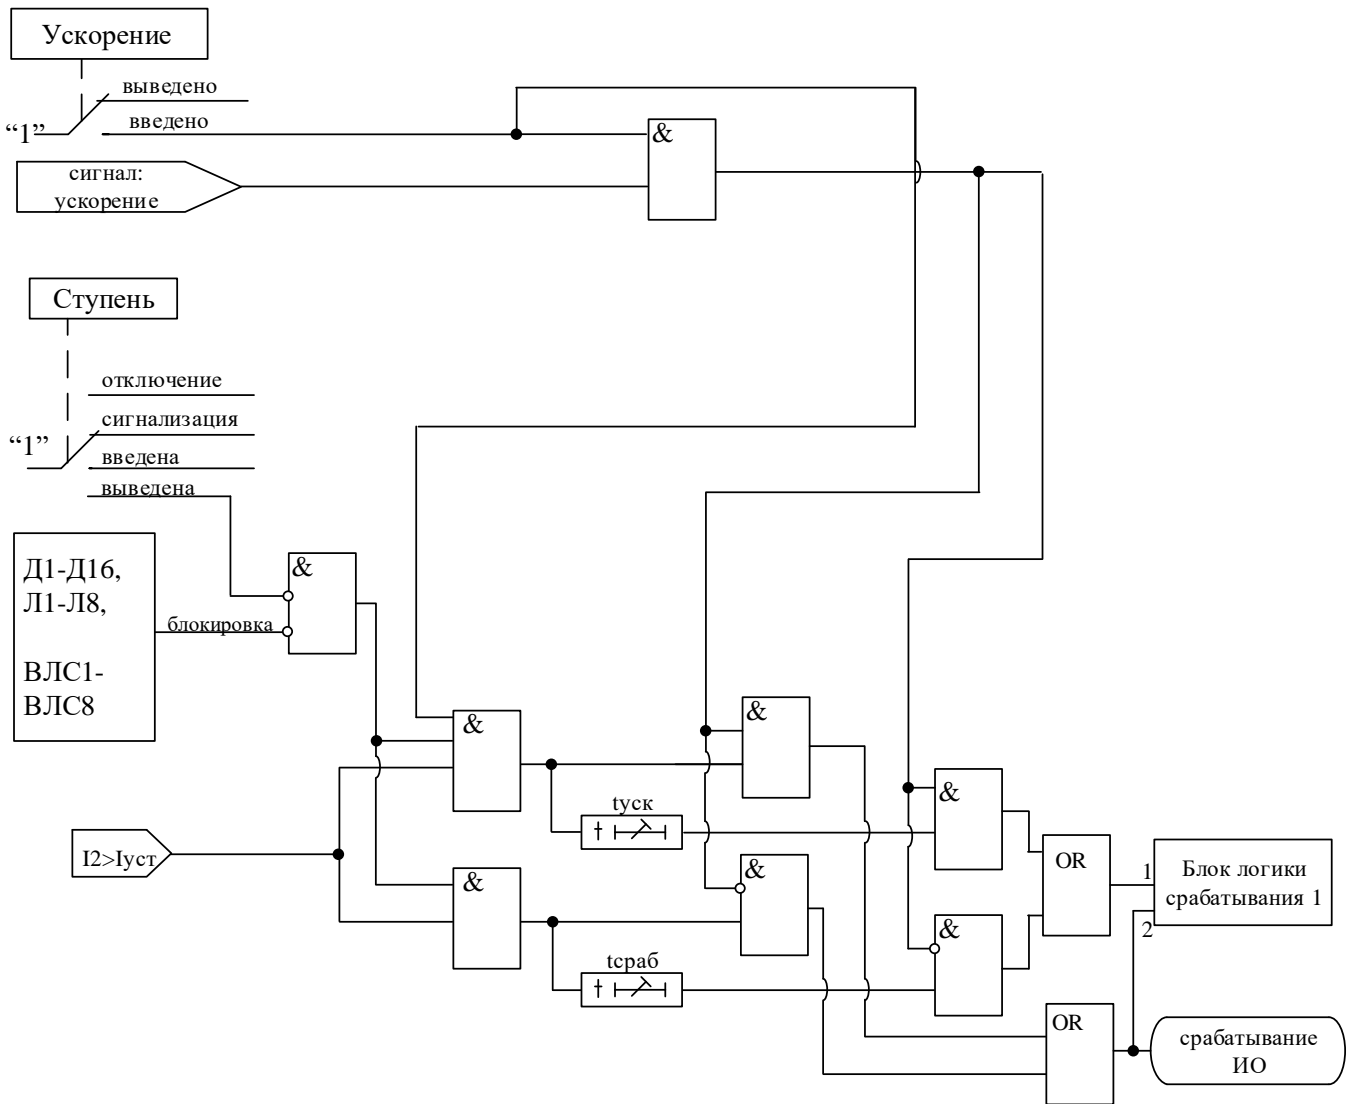 Ускорение
выведено
“1”
введено
&
сигнал:
ускорение
Ступень
отключение
сигнализация
“1”
введена
выведена
Д1-Д16,
Л1-Л8,
ВЛС1-
ВЛС8
&
блокировка
&
&
tуск
&
I2>Iуст
OR
1
Блок логики
срабатывания 1
2
&
&
&
tсраб
OR
срабатывание
ИО